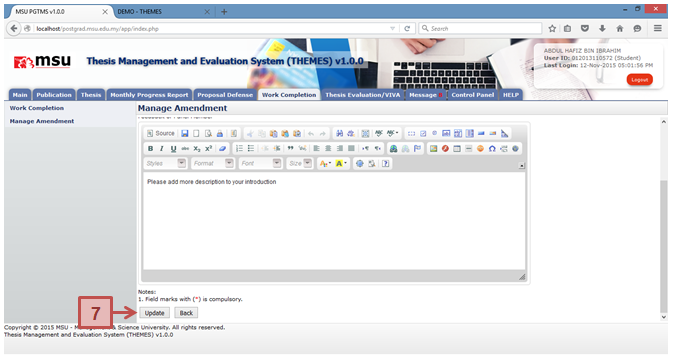 MSU PGTMS v1.0.0
DEMO - THEMES
localhost/postgrad.msu.edu.my/app/index.php
Search
msu
Thesis Management and Evaluation System (THEMES) v1.0.0
ABDUL HAFIZ BIN IBRAHIM
User ID: 012013110572 (Student)
Last Login: 12-Nov-2015 05:01:56 PM
Logout
Main Publication Thesis Monthly Progress Report Proposal Defense Work Completion Thesis Evaluation/VIVA Message Control Panel HELP
Work Completion
Manage Amendment
Manage Amendment
Source
Styles Format Font Size
Please add more description to your introduction
Notes:
1. Field marks with (*) is compulsory.
7
Update Back
Copyright © 2015 MSU - & Science University. All rights reserved.
Thesis Management and Evaluation System (THEMES) v1.0.0